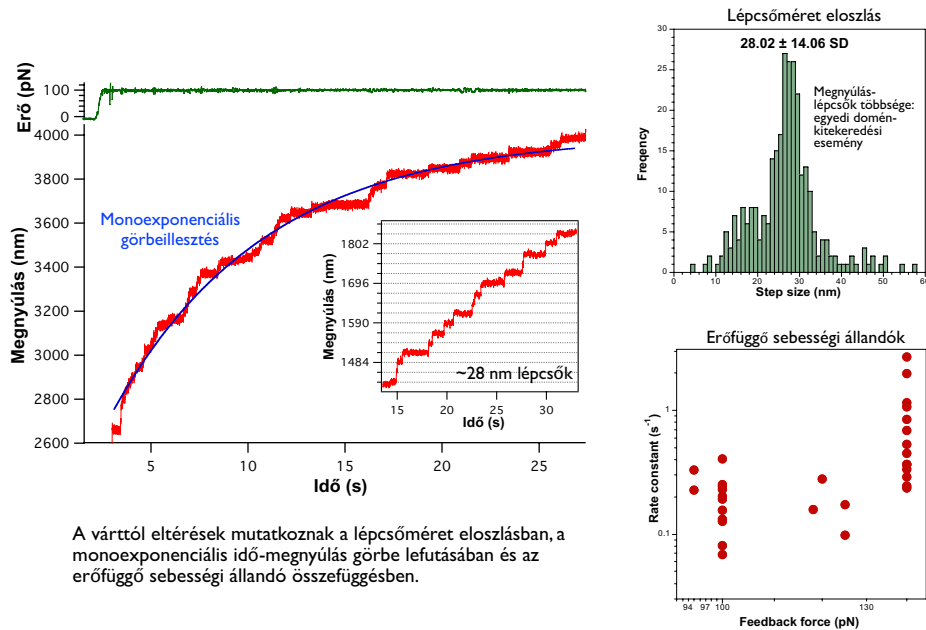 Erő (pN)
100
0
Megnyúlás (nm)
4000
3800
3600
3400
3200
3000
2800
2600
Monoexponenciális
görbeillesztés
5
10
15
20
25
Idő (s)
Megnyúlás (nm)
1802
1696
1590
1484
~28 nm lépcsők
15
20
25
30
Idő (s)
A várttól eltérések mutatkoznak a lépcsőméret eloszlásban, a
monoexponenciális idő-megnyúlás görbe lefutásában és az
erőfüggő sebességi állandó összefüggésben.
Lépcsőméret eloszlás
28.02 ± 14.06 SD
Megnyúlás-
lépcsők többsége:
egyedi domén-
kitekeredési
esemény
Freqency
30
25
20
15
10
5
0
0
10
20
30
40
50
60
Step size (nm)
Erőfüggő sebességi állandók
Rate constant (s⁻¹)
1
0.1
94
97
100
130
Feedback force (pN)